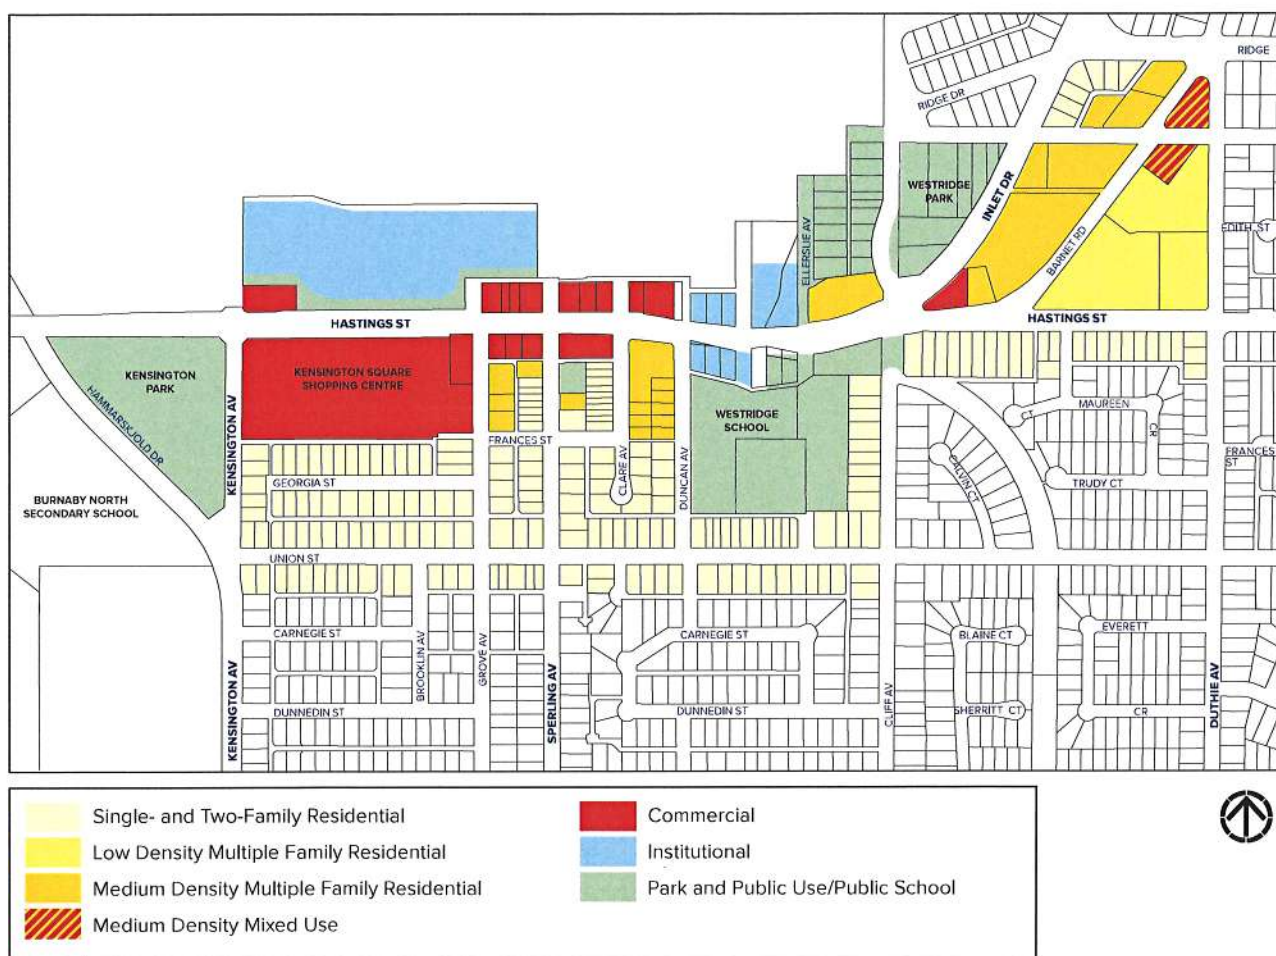 RIDGE
RIDGE DR
WESTRIDGE
PARK
INLET DR
ELLERSLIE AV
BARNET RD
EDITH ST
HASTINGS ST
HASTINGS ST
KENSINGTON
PARK
KENSINGTON SQUARE
SHOPPING CENTRE
HAMMARSKJOLD DR
KENSINGTON AV
WESTRIDGE
SCHOOL
MAUREEN
CT
CR
FRANCES ST
CLARE AV
DUNCAN AV
CALVIN CT
TRUDY CT
FRANCES
ST
GEORGIA ST
BURNABY NORTH
SECONDARY SCHOOL
UNION ST
CARNEGIE ST
CARNEGIE ST
BLAINE CT
EVERETT
BROOKLIN AV
GROVE AV
SPERLING AV
KENSINGTON AV
CLIFF AV
DUTHIE AV
DUNNEDIN ST
DUNNEDIN ST
SHERRITT CT
CR
Single- and Two-Family Residential
Low Density Multiple Family Residential
Medium Density Multiple Family Residential
Medium Density Mixed Use
Commercial
Institutional
Park and Public Use/Public School